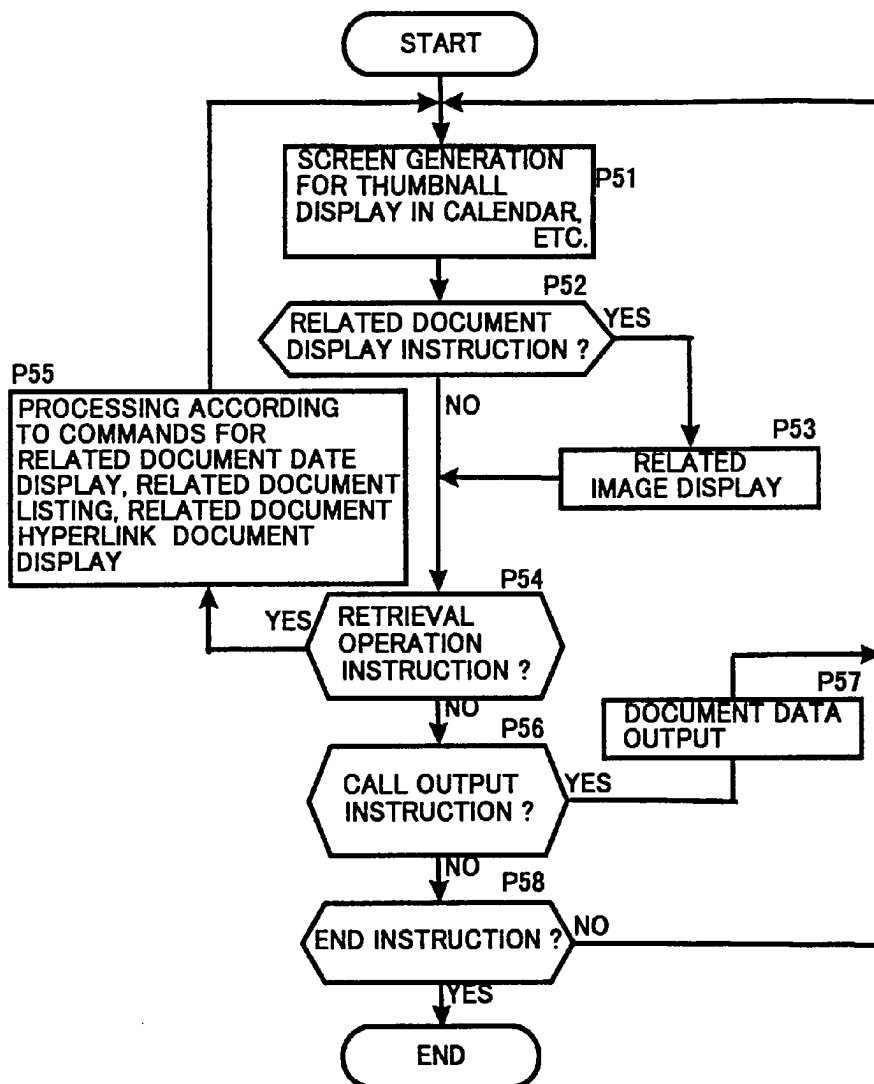 START
SCREEN GENERATION
FOR THUMBNALL
DISPLAY IN CALENDAR,
ETC.
P51
P52
RELATED DOCUMENT
DISPLAY INSTRUCTION ?
YES
NO
P53
RELATED
IMAGE DISPLAY
P55
PROCESSING ACCORDING
TO COMMANDS FOR
RELATED DOCUMENT DATE
DISPLAY, RELATED DOCUMENT
LISTING, RELATED DOCUMENT
HYPERLINK DOCUMENT
DISPLAY
P54
RETRIEVAL
OPERATION
INSTRUCTION ?
YES
NO
P56
CALL OUTPUT
INSTRUCTION ?
YES
P57
DOCUMENT DATA
OUTPUT
NO
P58
END INSTRUCTION ?
NO
YES
END